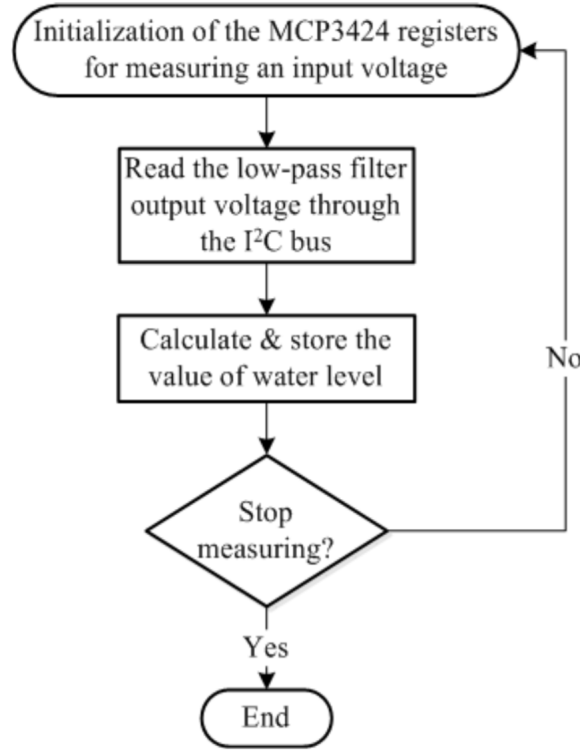 Initialization of the MCP3424 registers
for measuring an input voltage
Read the low-pass filter
output voltage through
the I²C bus
Calculate & store the
value of water level
No
Stop
measuring?
Yes
End